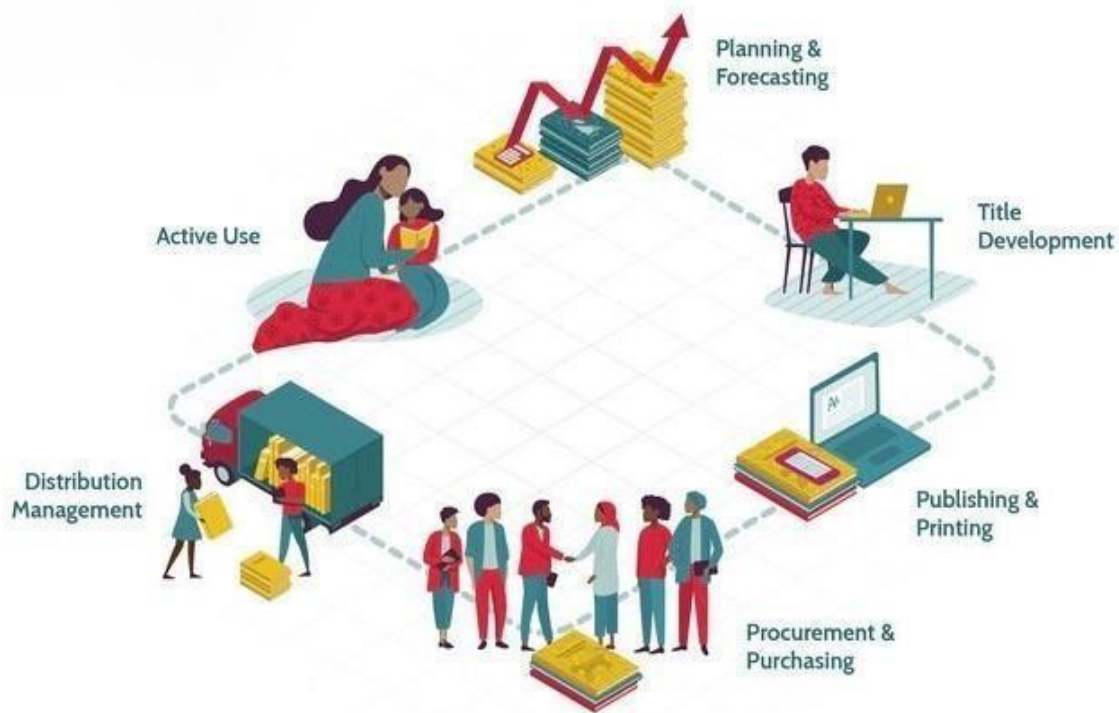 Planning &
Forecasting
Title
Development
Publishing &
Printing
Procurement &
Purchasing
Distribution
Management
Active Use
A+